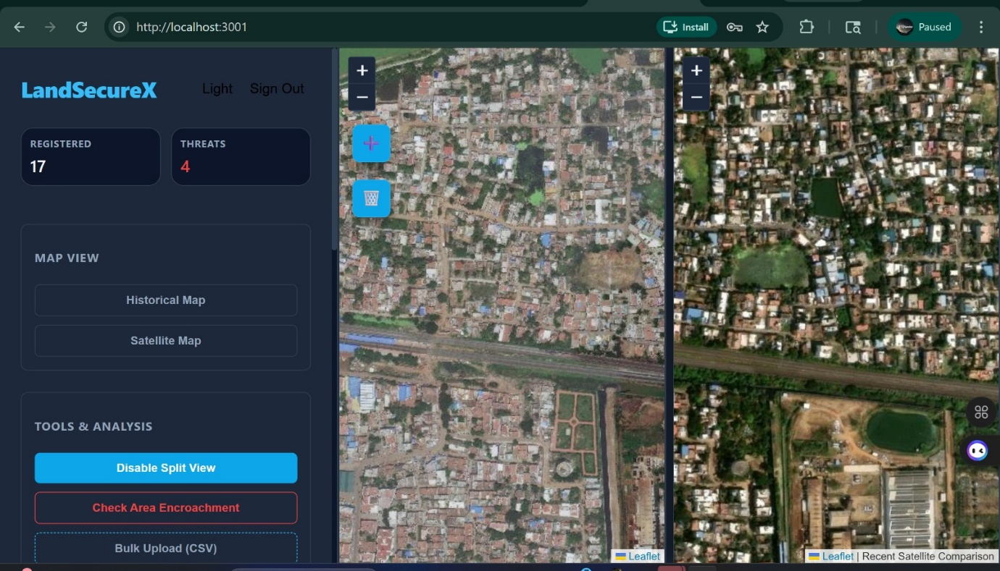 http://localhost:3001
Install
Paused
LandSecureX
Light
Sign Out
REGISTERED
17
THREATS
4
MAP VIEW
Historical Map
Satellite Map
TOOLS & ANALYSIS
Disable Split View
Check Area Encroachment
Bulk Upload (CSV)
+
−
+
−
Leaflet
Leaflet | Recent Satellite Comparison